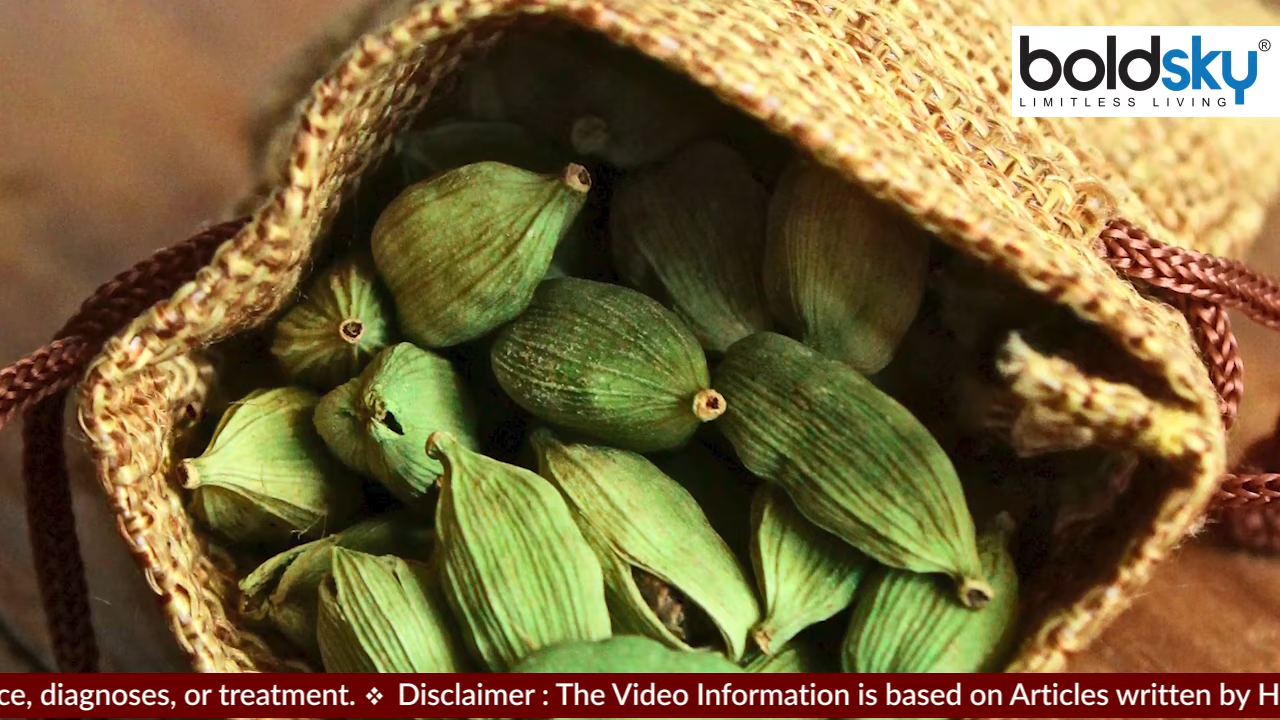 boldsky®
LIMITLESS LIVING
ce, diagnoses, or treatment. ❖ Disclaimer : The Video Information is based on Articles written by H